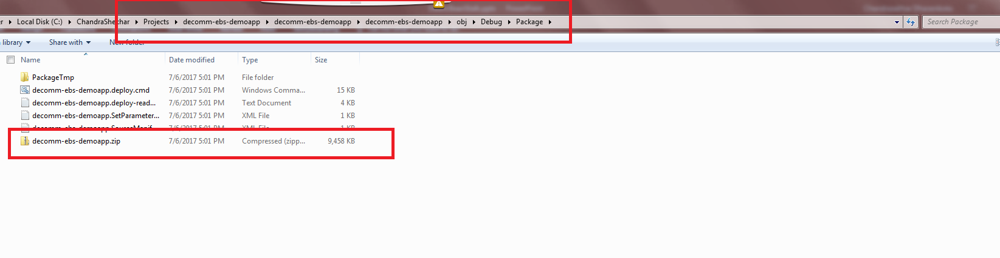 er ▸ Local Disk (C:) ▸ ChandraShekhar ▸ Projects ▸ decomm-ebs-demoapp ▸ decomm-ebs-demoapp ▸ decomm-ebs-demoapp ▸ obj ▸ Debug ▸ Package ▸ Search Package
library Share with New folder
Name Date modified Type Size
PackageTmp 7/6/2017 5:01 PM File folder
decomm-ebs-demoapp.deploy.cmd 7/6/2017 5:01 PM Windows Comma... 15 KB
decomm-ebs-demoapp.deploy-read... 7/6/2017 5:01 PM Text Document 4 KB
decomm-ebs-demoapp.SetParameter... 7/6/2017 5:01 PM XML File 1 KB
decomm-ebs-demoapp.SourceManif 7/6/2017 5:01 PM XML File 1 KB
decomm-ebs-demoapp.zip 7/6/2017 5:01 PM Compressed (zipp... 9,458 KB